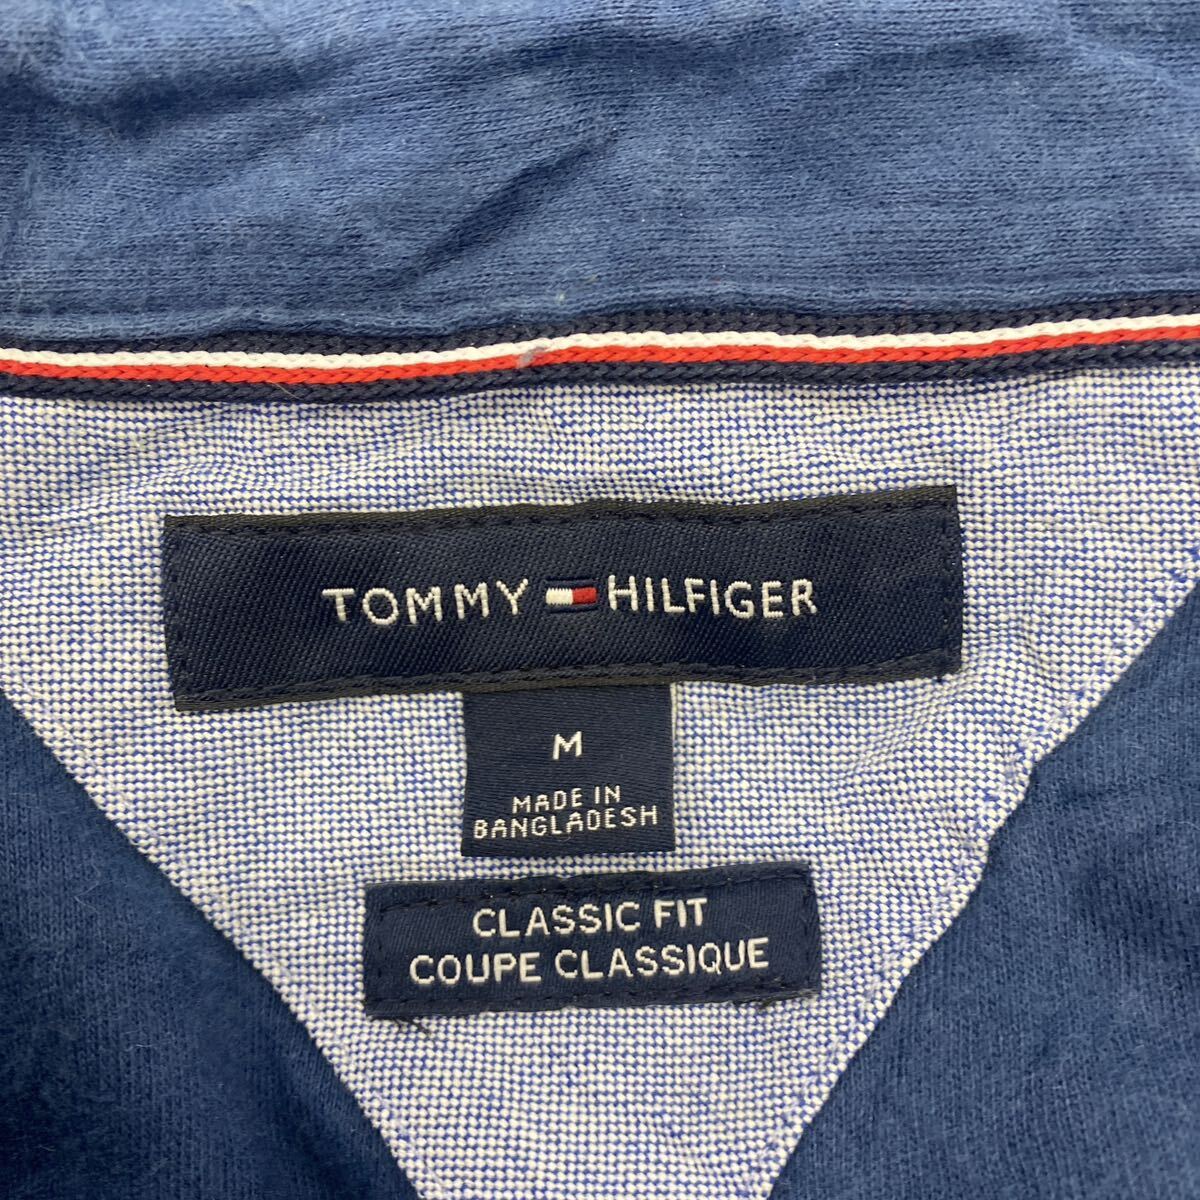 TOMMY HILFIGER
M
MADE IN
BANGLADESH
CLASSIC FIT
COUPE CLASSIQUE